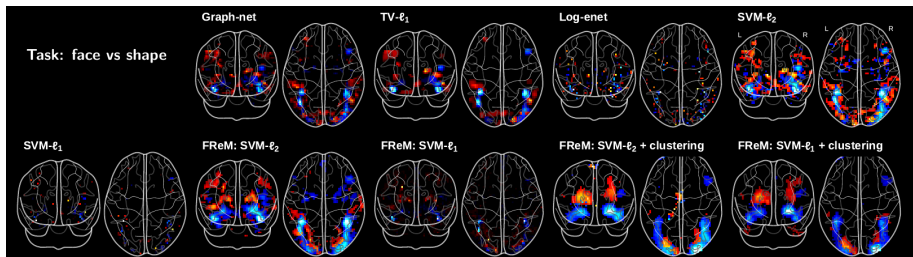 Graph-net
TV-ℓ₁
Log-enet
SVM-ℓ₂
Task: face vs shape
L
R
L
R
SVM-ℓ₁
FReM: SVM-ℓ₂
FReM: SVM-ℓ₁
FReM: SVM-ℓ₂ + clustering
FReM: SVM-ℓ₁ + clustering